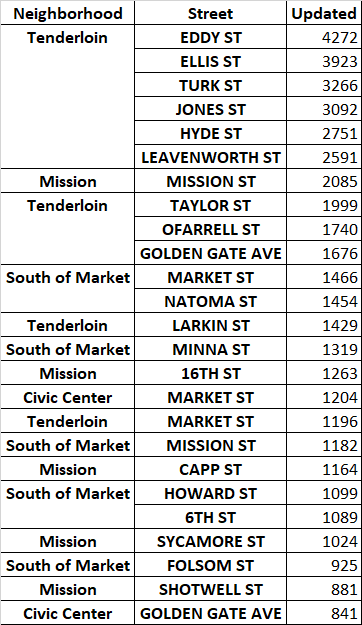 Neighborhood Street Updated
Tenderloin EDDY ST 4272
ELLIS ST 3923
TURK ST 3266
JONES ST 3092
HYDE ST 2751
LEAVENWORTH ST 2591
Mission MISSION ST 2085
Tenderloin TAYLOR ST 1999
OFARRELL ST 1740
GOLDEN GATE AVE 1676
South of Market MARKET ST 1466
NATOMA ST 1454
Tenderloin LARKIN ST 1429
South of Market MINNA ST 1319
Mission 16TH ST 1263
Civic Center MARKET ST 1204
Tenderloin MARKET ST 1196
South of Market MISSION ST 1182
Mission CAPP ST 1164
South of Market HOWARD ST 1099
6TH ST 1089
Mission SYCAMORE ST 1024
South of Market FOLSOM ST 925
Mission SHOTWELL ST 881
Civic Center GOLDEN GATE AVE 841